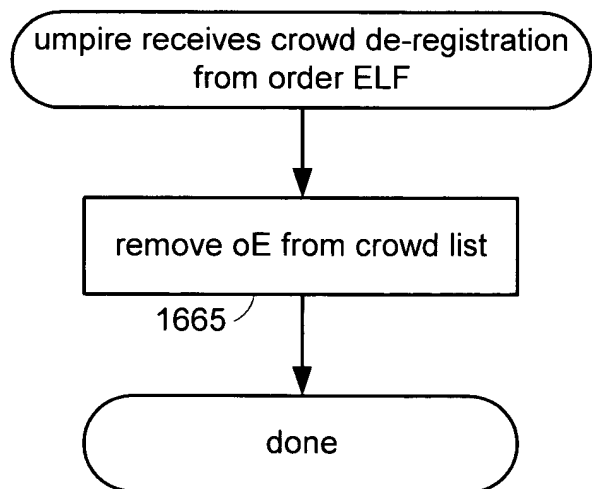 umpire receives crowd de-registration
from order ELF
remove oE from crowd list
1665
done